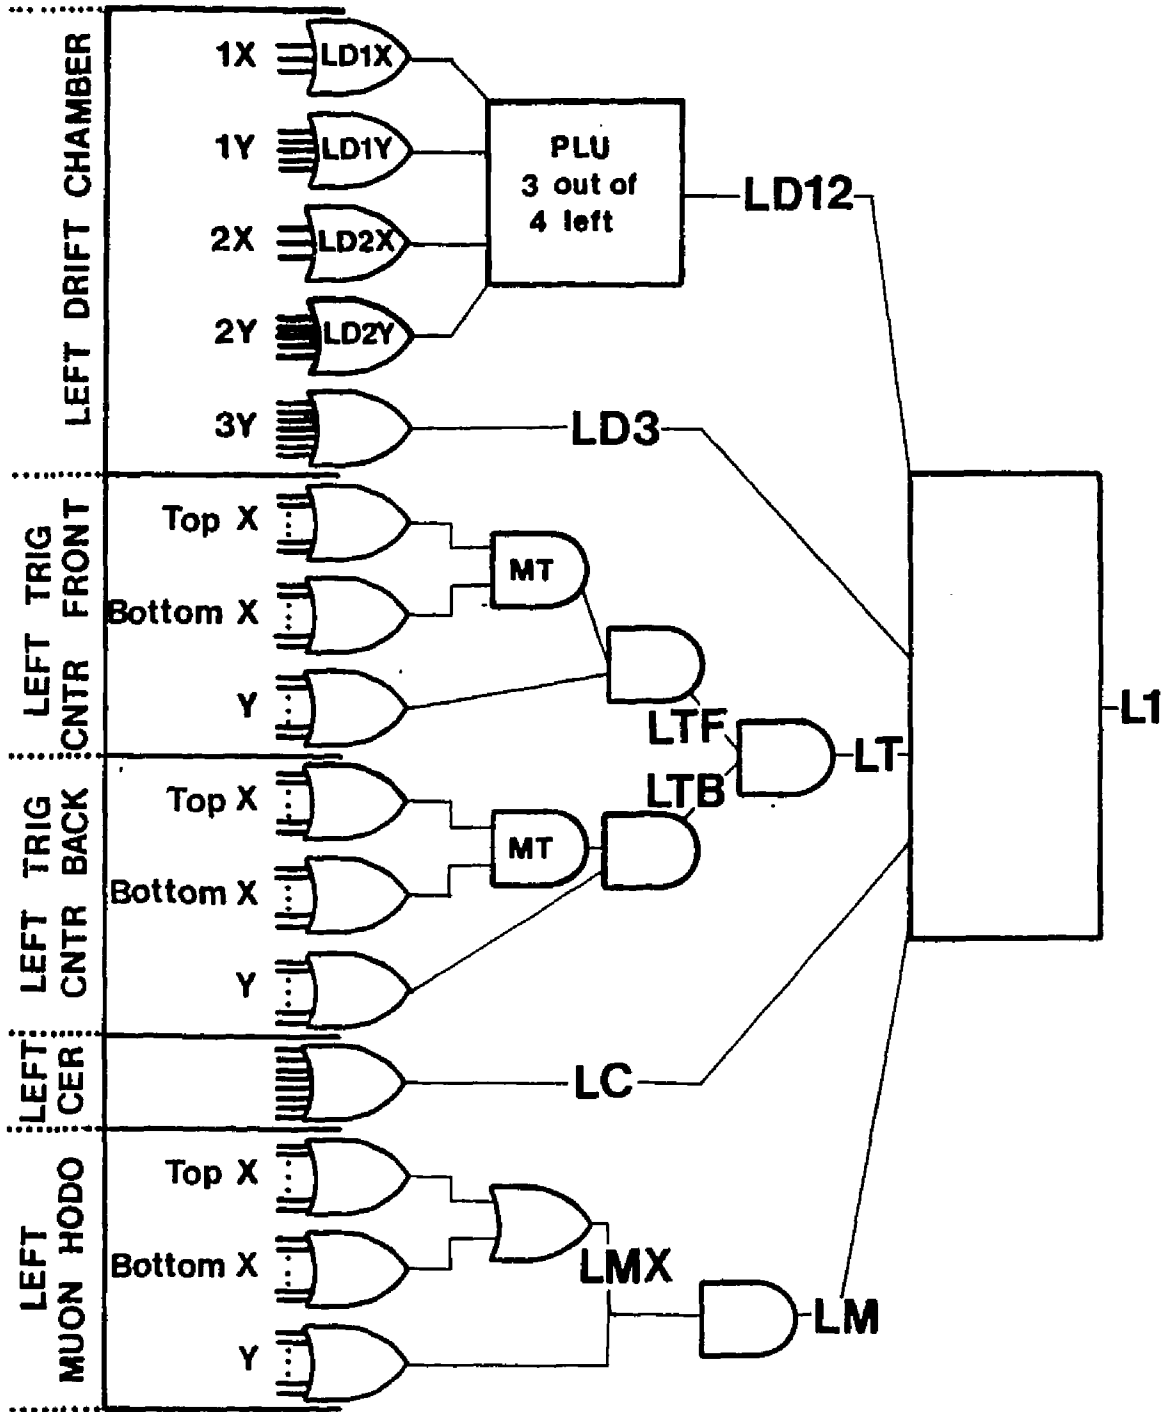 LEFT DRIFT CHAMBER
1X
LD1X
1Y
LD1Y
2X
LD2X
2Y
LD2Y
3Y
PLU
3 out of
4 left
LD12
LD3
LEFT TRIG
CNTR FRONT
Top X
Bottom X
Y
MT
LTF
LT
L1
LEFT TRIG
CNTR BACK
Top X
Bottom X
Y
MT
LTB
LEFT
CER
LC
LEFT
MUON HODO
Top X
Bottom X
Y
LMX
LM